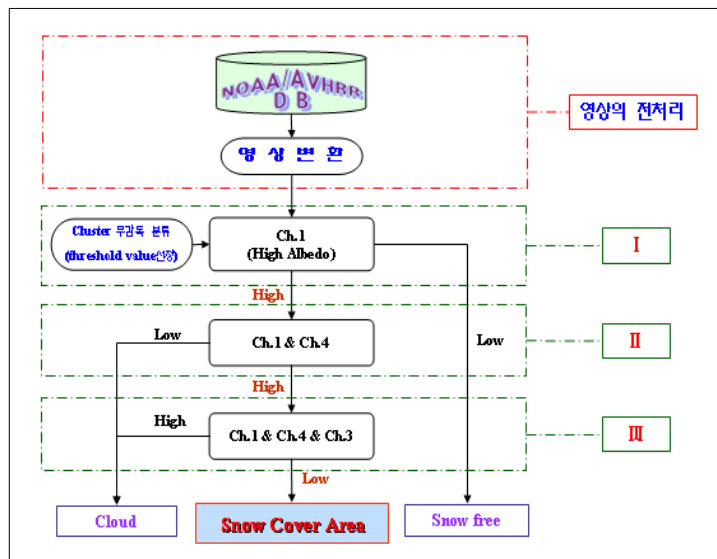 NOAA/AVHRR
D B
영상의 전처리
영 상 변 환
Cluster 무감독 분류
(threshold value선정)
Ch.1
(High Albedo)
Ⅰ
High
Low
Ch.1 & Ch.4
Low
Ⅱ
High
High
Ch.1 & Ch.4 & Ch.3
Ⅲ
Low
Cloud
Snow Cover Area
Snow free